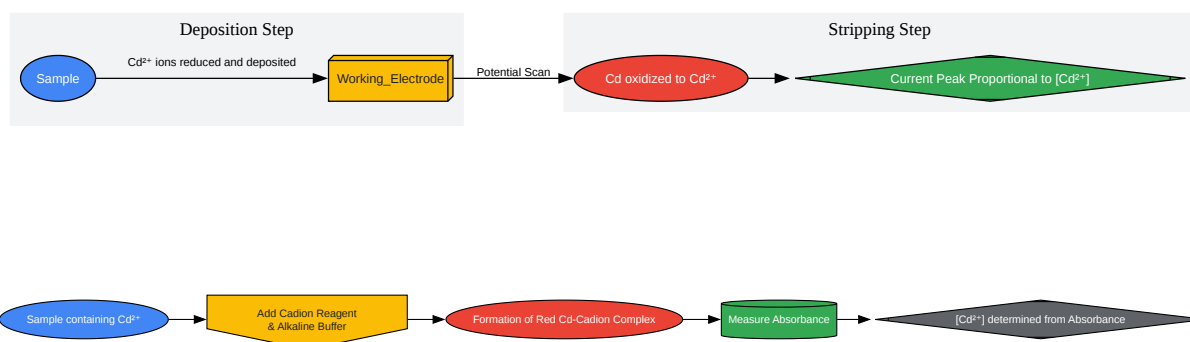 Deposition Step
Stripping Step
Sample
Cd²⁺ ions reduced and deposited
Working_Electrode
Potential Scan
Cd oxidized to Cd²⁺
Current Peak Proportional to [Cd²⁺]
Sample containing Cd²⁺
Add Cadion Reagent
& Alkaline Buffer
Formation of Red Cd-Cadion Complex
Measure Absorbance
[Cd²⁺] determined from Absorbance